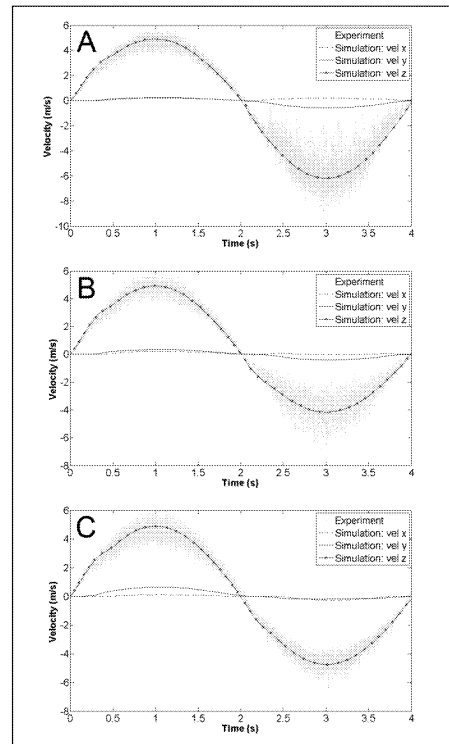 A
6
4
2
0
-2
-4
-6
-8
-10
Velocity (m/s)
0 0.5 1 1.5 2 2.5 3 3.5 4
Time (s)
Experiment
Simulation: vel x
Simulation: vel y
Simulation: vel z
B
6
4
2
0
-2
-4
-6
-8
Velocity (m/s)
0 0.5 1 1.5 2 2.5 3 3.5 4
Time (s)
Experiment
Simulation: vel x
Simulation: vel y
Simulation: vel z
C
6
4
2
0
-2
-4
-6
-8
Velocity (m/s)
0 0.5 1 1.5 2 2.5 3 3.5 4
Time (s)
Experiment
Simulation: vel x
Simulation: vel y
Simulation: vel z